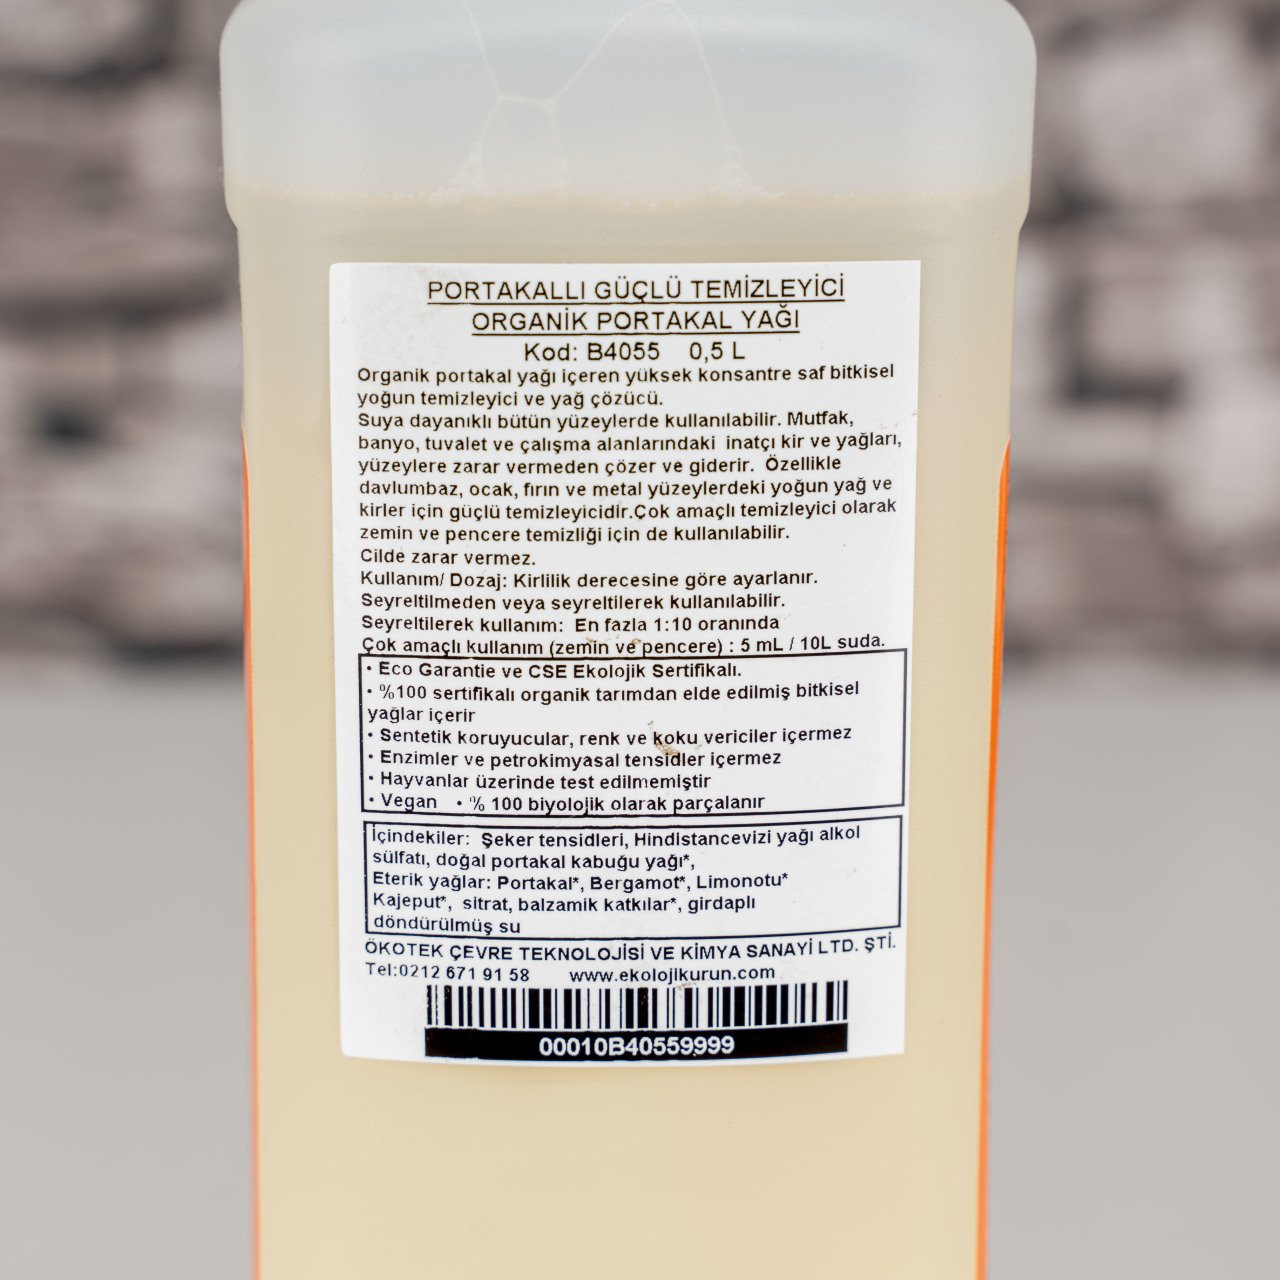 PORTAKALLI GÜÇLÜ TEMİZLEYİCİ
ORGANİK PORTAKAL YAĞI
Kod: B4055 0,5 L
Organik portakal yağı içeren yüksek konsantre saf bitkisel
yoğun temizleyici ve yağ çözücü.
Suya dayanıklı bütün yüzeylerde kullanılabilir. Mutfak,
banyo, tuvalet ve çalışma alanlarındaki inatçı kir ve yağları,
yüzeylere zarar vermeden çözer ve giderir. Özellikle
davlumbaz, ocak, fırın ve metal yüzeylerdeki yoğun yağ ve
kirler için güçlü temizleyicidir.Çok amaçlı temizleyici olarak
zemin ve pencere temizliği için de kullanılabilir.
Cilde zarar vermez.
Kullanım/ Dozaj: Kirlilik derecesine göre ayarlanır.
Seyreltilmeden veya seyreltilerek kullanılabilir.
Seyreltilerek kullanım: En fazla 1:10 oranında
Çok amaçlı kullanım (zemin ve pencere) : 5 mL / 10L suda.
• Eco Garantie ve CSE Ekolojik Sertifikalı.
• %100 sertifikalı organik tarımdan elde edilmiş bitkisel
yağlar içerir
• Sentetik koruyucular, renk ve koku vericiler içermez
• Enzimler ve petrokimyasal tensidler içermez
• Hayvanlar üzerinde test edilmemiştir
• Vegan • % 100 biyolojik olarak parçalanır
İçindekiler: Şeker tensidleri, Hindistancevizi yağı alkol
sülfatı, doğal portakal kabuğu yağı*,
Eterik yağlar: Portakal*, Bergamot*, Limonotu*
Kajeput*, sitrat, balzamik katkılar*, girdaplı
döndürülmüş su
ÖKOTEK ÇEVRE TEKNOLOJİSİ VE KİMYA SANAYİ LTD. ŞTİ.
Tel:0212 671 91 58 www.ekolojikurun.com
00010B40559999